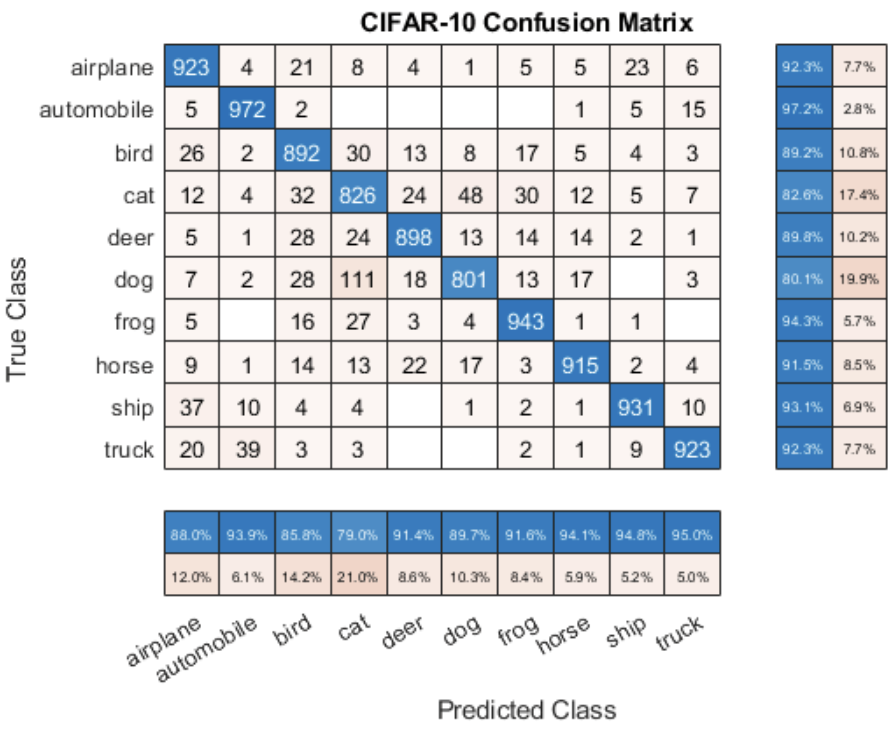 CIFAR-10 Confusion Matrix
airplane 923 4 21 8 4 1 5 5 23 6 92.3% 7.7%
automobile 5 972 2 1 5 15 97.2% 2.8%
bird 26 2 892 30 13 8 17 5 4 3 89.2% 10.8%
cat 12 4 32 826 24 48 30 12 5 7 82.6% 17.4%
deer 5 1 28 24 898 13 14 14 2 1 89.8% 10.2%
dog 7 2 28 111 18 801 13 17 3 80.1% 19.9%
frog 5 16 27 3 4 943 1 1 94.3% 5.7%
horse 9 1 14 13 22 17 3 915 2 4 91.5% 8.5%
ship 37 10 4 4 1 2 1 931 10 93.1% 6.9%
truck 20 39 3 3 2 1 9 923 92.3% 7.7%
True Class
88.0% 93.9% 85.8% 79.0% 91.4% 89.7% 91.6% 94.1% 94.8% 95.0%
12.0% 6.1% 14.2% 21.0% 8.6% 10.3% 8.4% 5.9% 5.2% 5.0%
airplane automobile bird cat deer dog frog horse ship truck
Predicted Class